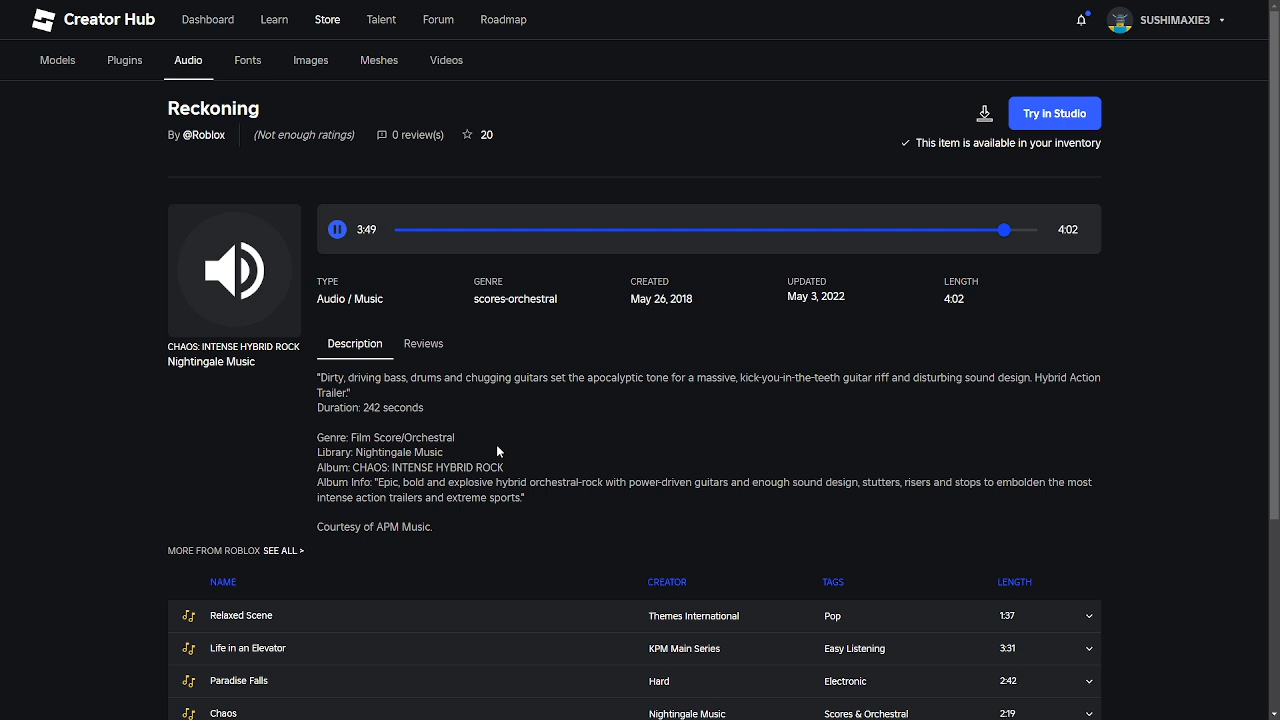 Creator Hub Dashboard Learn Store Talent Forum Roadmap SUSHIMAXIE3
Models Plugins Audio Fonts Images Meshes Videos
Reckoning
Try in Studio
By @Roblox (Not enough ratings) 0 review(s) 20
This item is available in your inventory
3:49 4:02
TYPE GENRE CREATED UPDATED LENGTH
Audio / Music scores-orchestral May 26, 2018 May 3, 2022 4:02
CHAOS: INTENSE HYBRID ROCK
Nightingale Music
Description Reviews
"Dirty, driving bass, drums and chugging guitars set the apocalyptic tone for a massive, kick-you-in-the-teeth guitar riff and disturbing sound design. Hybrid Action
Trailer."
Duration: 242 seconds
Genre: Film Score/Orchestral
Library: Nightingale Music
Album: CHAOS: INTENSE HYBRID ROCK
Album Info: "Epic, bold and explosive hybrid orchestral-rock with power-driven guitars and enough sound design, stutters, risers and stops to embolden the most
intense action trailers and extreme sports."
Courtesy of APM Music.
MORE FROM ROBLOX SEE ALL >
NAME CREATOR TAGS LENGTH
Relaxed Scene Themes International Pop 1:37
Life in an Elevator KPM Main Series Easy Listening 3:31
Paradise Falls Hard Electronic 2:42
Chaos Nightingale Music Scores & Orchestral 2:19